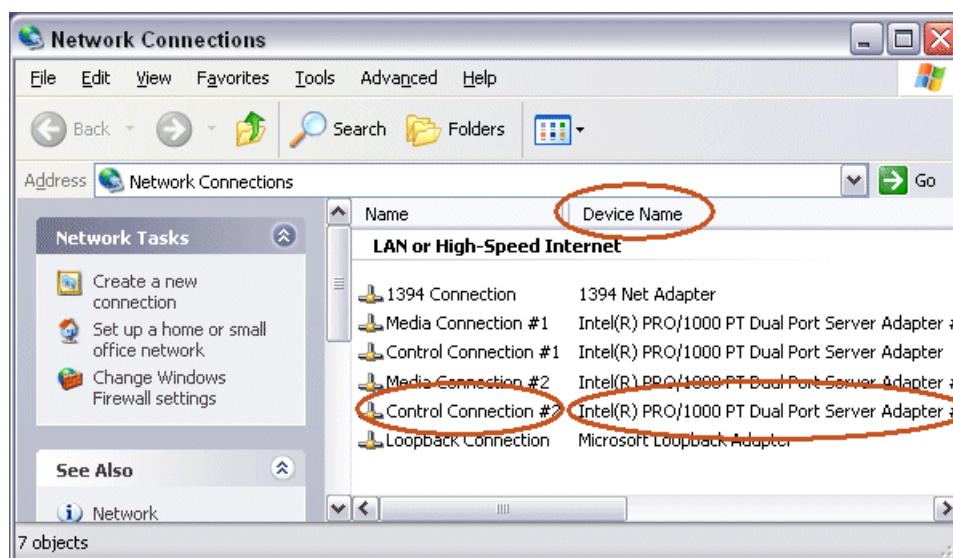 Network Connections
File Edit View Favorites Tools Advanced Help
Back Search Folders
Address Network Connections Go
Name Device Name
Network Tasks
LAN or High-Speed Internet
Create a new
connection
Set up a home or small
office network
Change Windows
Firewall settings
1394 Connection 1394 Net Adapter
Media Connection #1 Intel(R) PRO/1000 PT Dual Port Server Adapter #
Control Connection #1 Intel(R) PRO/1000 PT Dual Port Server Adapter
Media Connection #2 Intel(R) PRO/1000 PT Dual Port Server Adapter #
Control Connection #2 Intel(R) PRO/1000 PT Dual Port Server Adapter #
Loopback Connection Microsoft Loopback Adapter
See Also
Network
7 objects